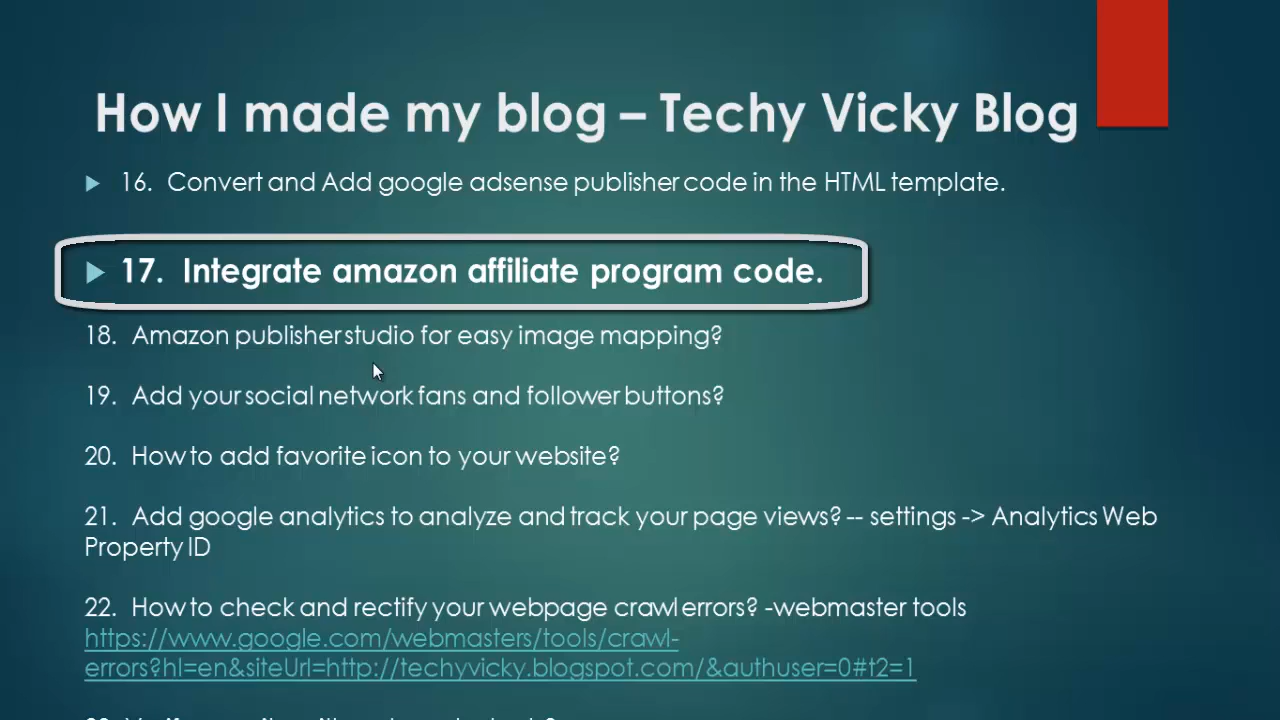 How I made my blog – Techy Vicky Blog
16. Convert and Add google adsense publisher code in the HTML template.
17. Integrate amazon affiliate program code.
18. Amazon publisher studio for easy image mapping?
19. Add your social network fans and follower buttons?
20. How to add favorite icon to your website?
21. Add google analytics to analyze and track your page views? -- settings -> Analytics Web
Property ID
22. How to check and rectify your webpage crawl errors? -webmaster tools
https://www.google.com/webmasters/tools/crawl-
errors?hl=en&siteUrl=http://techyvicky.blogspot.com/&authuser=0#t2=1